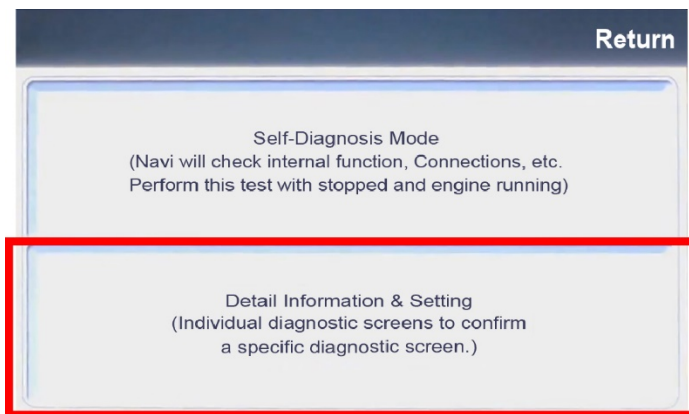 Return
Self-Diagnosis Mode
(Navi will check internal function, Connections, etc.
Perform this test with stopped and engine running)
Detail Information & Setting
(Individual diagnostic screens to confirm
a specific diagnostic screen.)